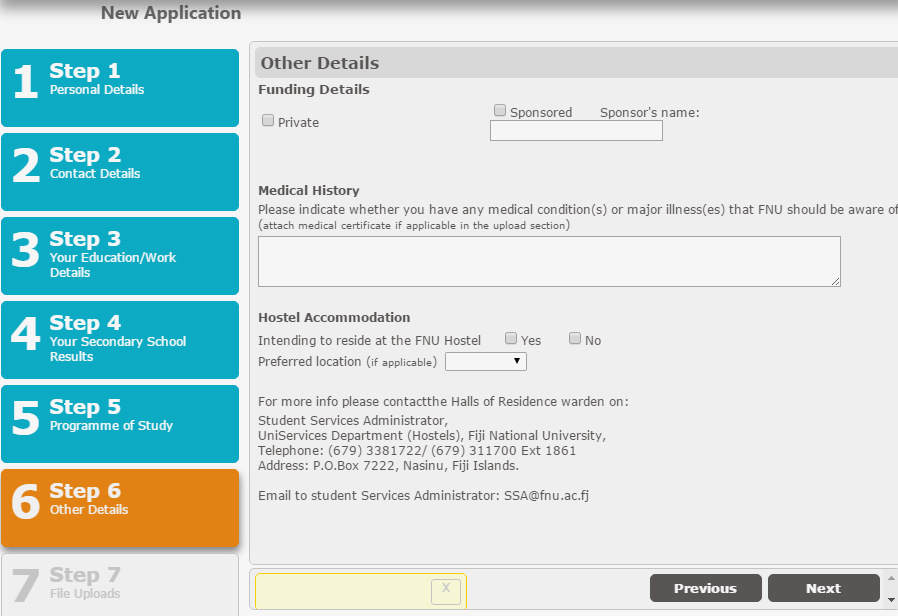 New Application
1 Step 1
Personal Details
2 Step 2
Contact Details
3 Step 3
Your Education/Work
Details
4 Step 4
Your Secondary School
Results
5 Step 5
Programme of Study
6 Step 6
Other Details
7 Step 7
File Uploads
Other Details
Funding Details
Private
Sponsored Sponsor's name:
Medical History
Please indicate whether you have any medical condition(s) or major illness(es) that FNU should be aware of
(attach medical certificate if applicable in the upload section)
Hostel Accommodation
Intending to reside at the FNU Hostel Yes No
Preferred location (if applicable)
For more info please contactthe Halls of Residence warden on:
Student Services Administrator,
UniServices Department (Hostels), Fiji National University,
Telephone: (679) 3381722/ (679) 311700 Ext 1861
Address: P.O.Box 7222, Nasinu, Fiji Islands.
Email to student Services Administrator: SSA@fnu.ac.fj
X
Previous Next